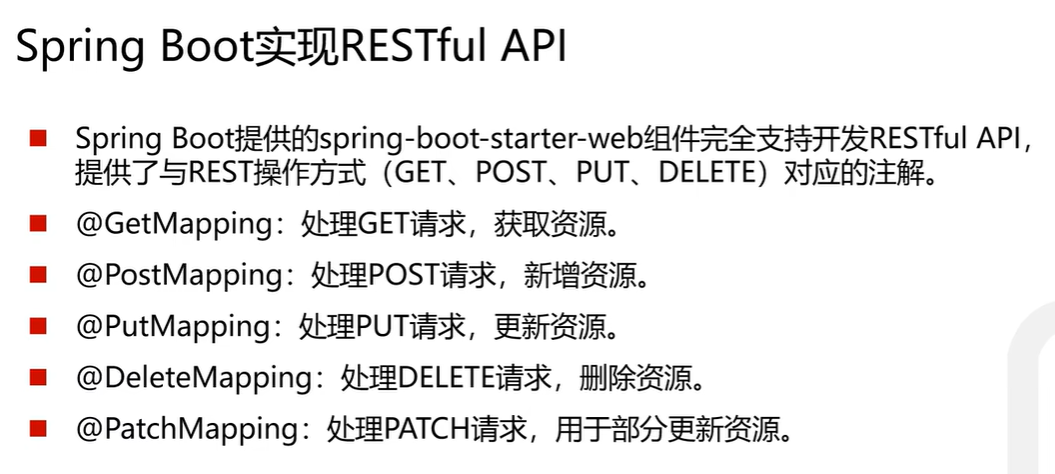 Spring Boot实现RESTful API
Spring Boot提供的spring-boot-starter-web组件完全支持开发RESTful API，
提供了与REST操作方式（GET、POST、PUT、DELETE）对应的注解。
@GetMapping：处理GET请求，获取资源。
@PostMapping：处理POST请求，新增资源。
@PutMapping：处理PUT请求，更新资源。
@DeleteMapping：处理DELETE请求，删除资源。
@PatchMapping：处理PATCH请求，用于部分更新资源。